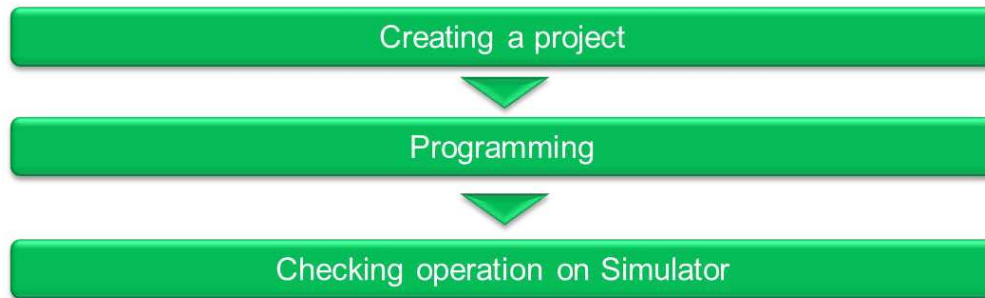 Creating a project
Programming
Checking operation on Simulator